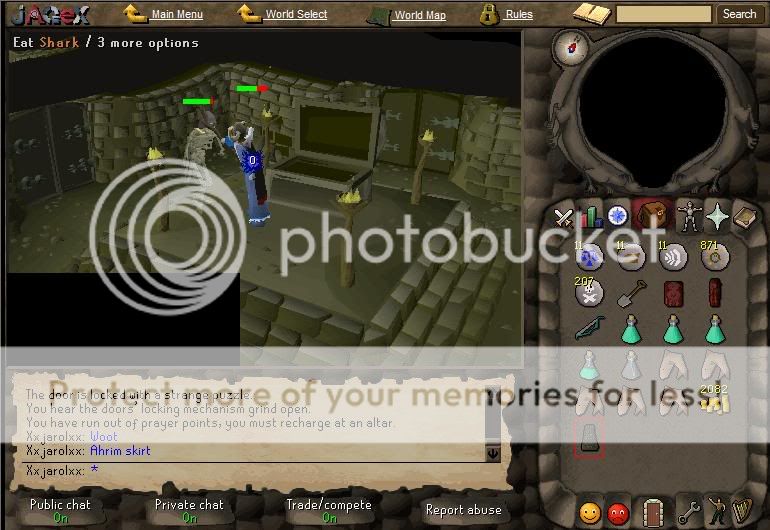 JAGEX
Main Menu
World Select
World Map
Rules
Search
Eat Shark / 3 more options
0
photobucket
Protect more of your memories for less!
11 11 11 871
207
2082
The door is locked with a strange puzzle.
You hear the doors' locking mechanism grind open.
You have run out of prayer points, you must recharge at an altar.
Xxjarolxx: Woot
Xxjarolxx: Ahrim skirt
Xxjarolxx: *
Public chat
On
Private chat
On
Trade/compete
On
Report abuse